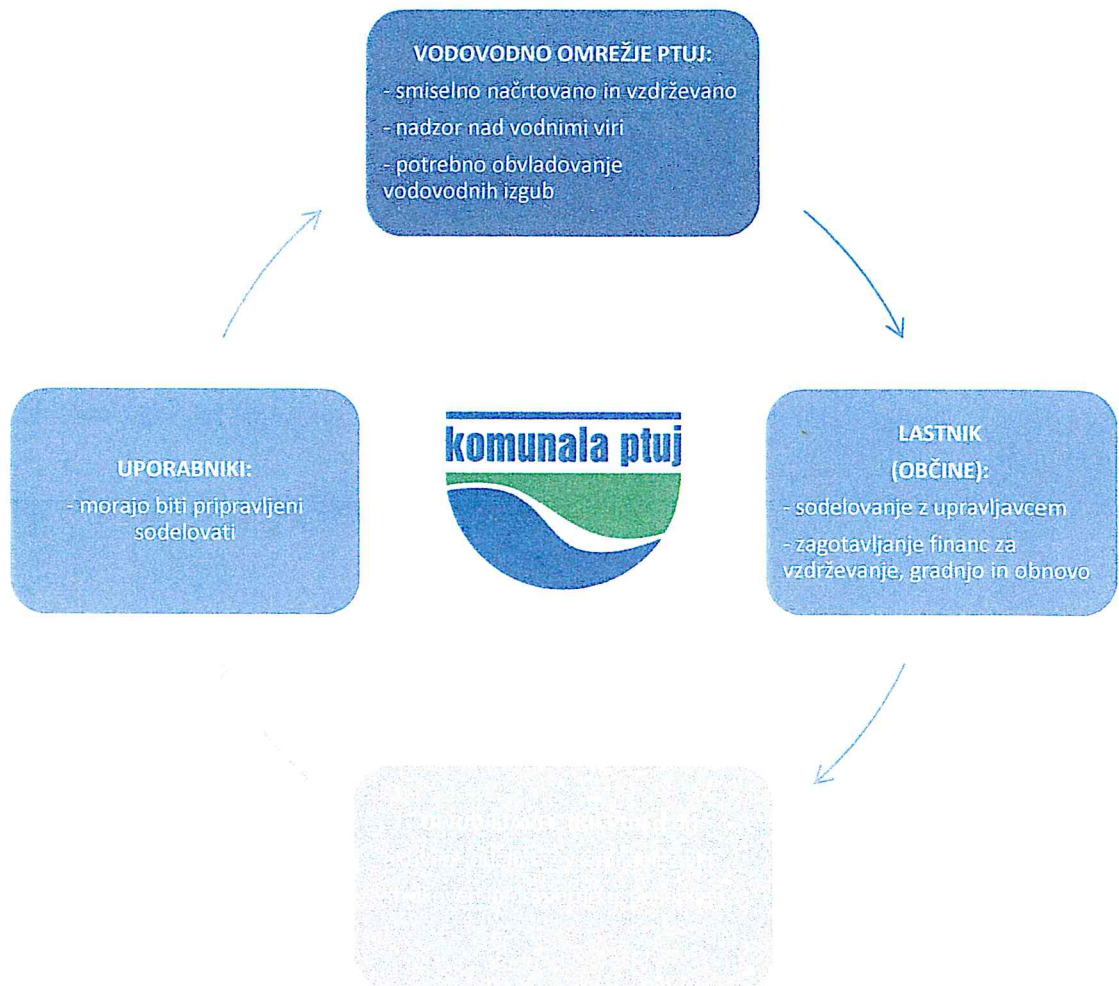 VODOVODNO OMREŽJE PTUJ:
- smiselno načrtovano in vzdrževano
- nadzor nad vodnimi viri
- potrebno obvladovanje
vodovodnih izgub
UPORABNIKI:
- morajo biti pripravljeni
sodelovati
komunala ptuj
LASTNIK
(OBČINE):
- sodelovanje z upravljavcem
- zagotavljanje financ za
vzdrževanje, gradnjo in obnovo